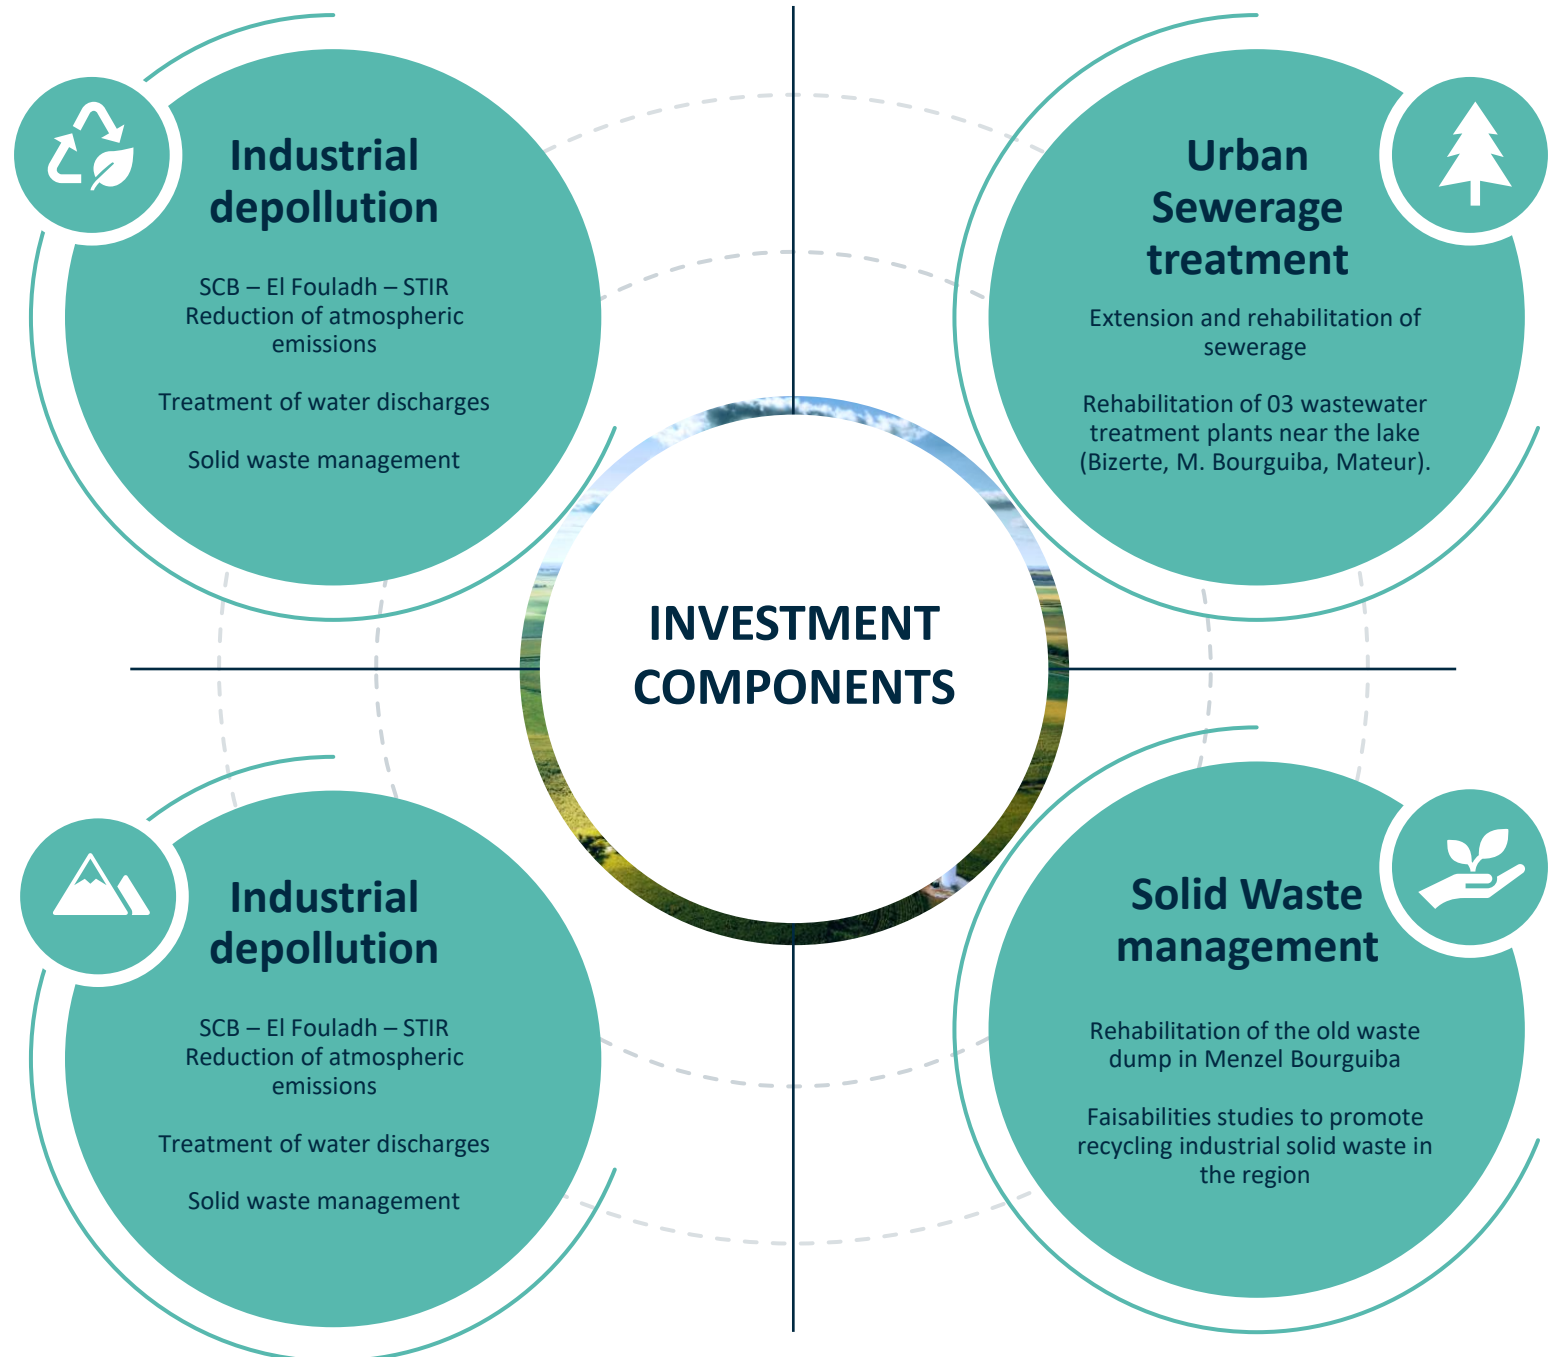 Industrial
depollution
SCB – El Fouladh – STIR
Reduction of atmospheric
emissions
Treatment of water discharges
Solid waste management
Urban
Sewerage
treatment
Extension and rehabilitation of
sewerage
Rehabilitation of 03 wastewater
treatment plants near the lake
(Bizerte, M. Bourguiba, Mateur).
INVESTMENT
COMPONENTS
Industrial
depollution
SCB – El Fouladh – STIR
Reduction of atmospheric
emissions
Treatment of water discharges
Solid waste management
Solid Waste
management
Rehabilitation of the old waste
dump in Menzel Bourguiba
Faisabilities studies to promote
recycling industrial solid waste in
the region